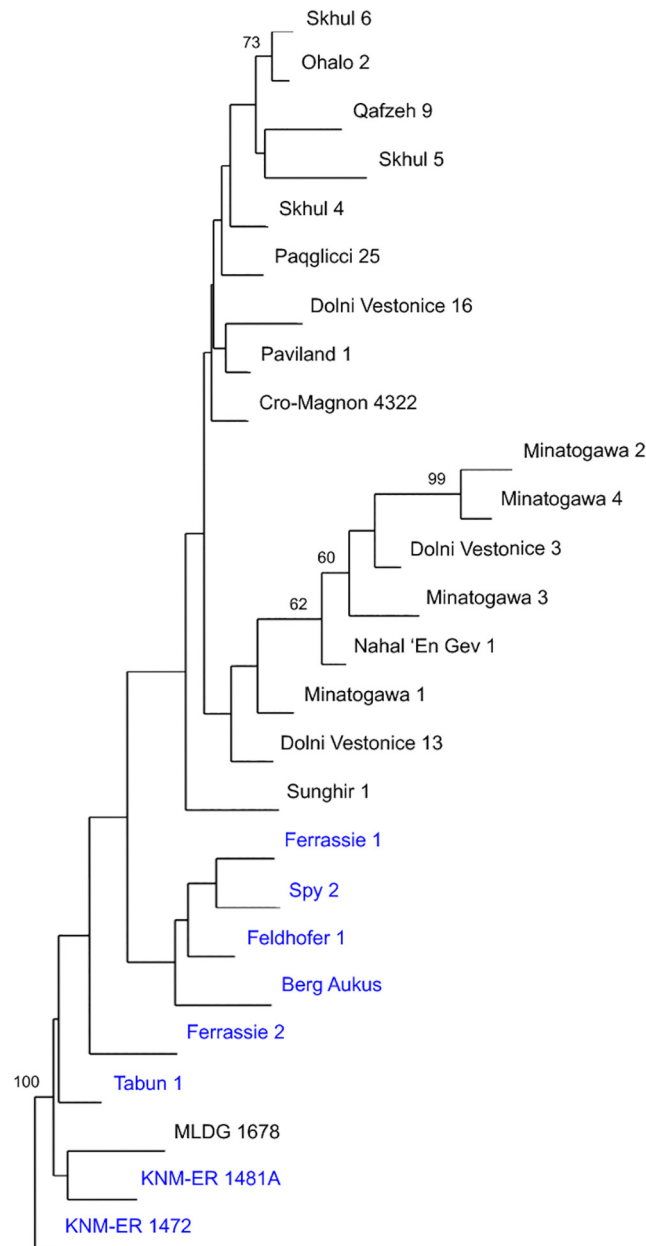 Skhul 6
73
Ohalo 2
Qafzeh 9
Skhul 5
Skhul 4
Paqglicci 25
Dolni Vestonice 16
Paviland 1
Cro-Magnon 4322
Minatogawa 2
99
Minatogawa 4
Dolni Vestonice 3
60
Minatogawa 3
62
Nahal ‘En Gev 1
Minatogawa 1
Dolni Vestonice 13
Sunghir 1
Ferrassie 1
Spy 2
Feldhofer 1
Berg Aukus
Ferrassie 2
100
Tabun 1
MLDG 1678
KNM-ER 1481A
KNM-ER 1472